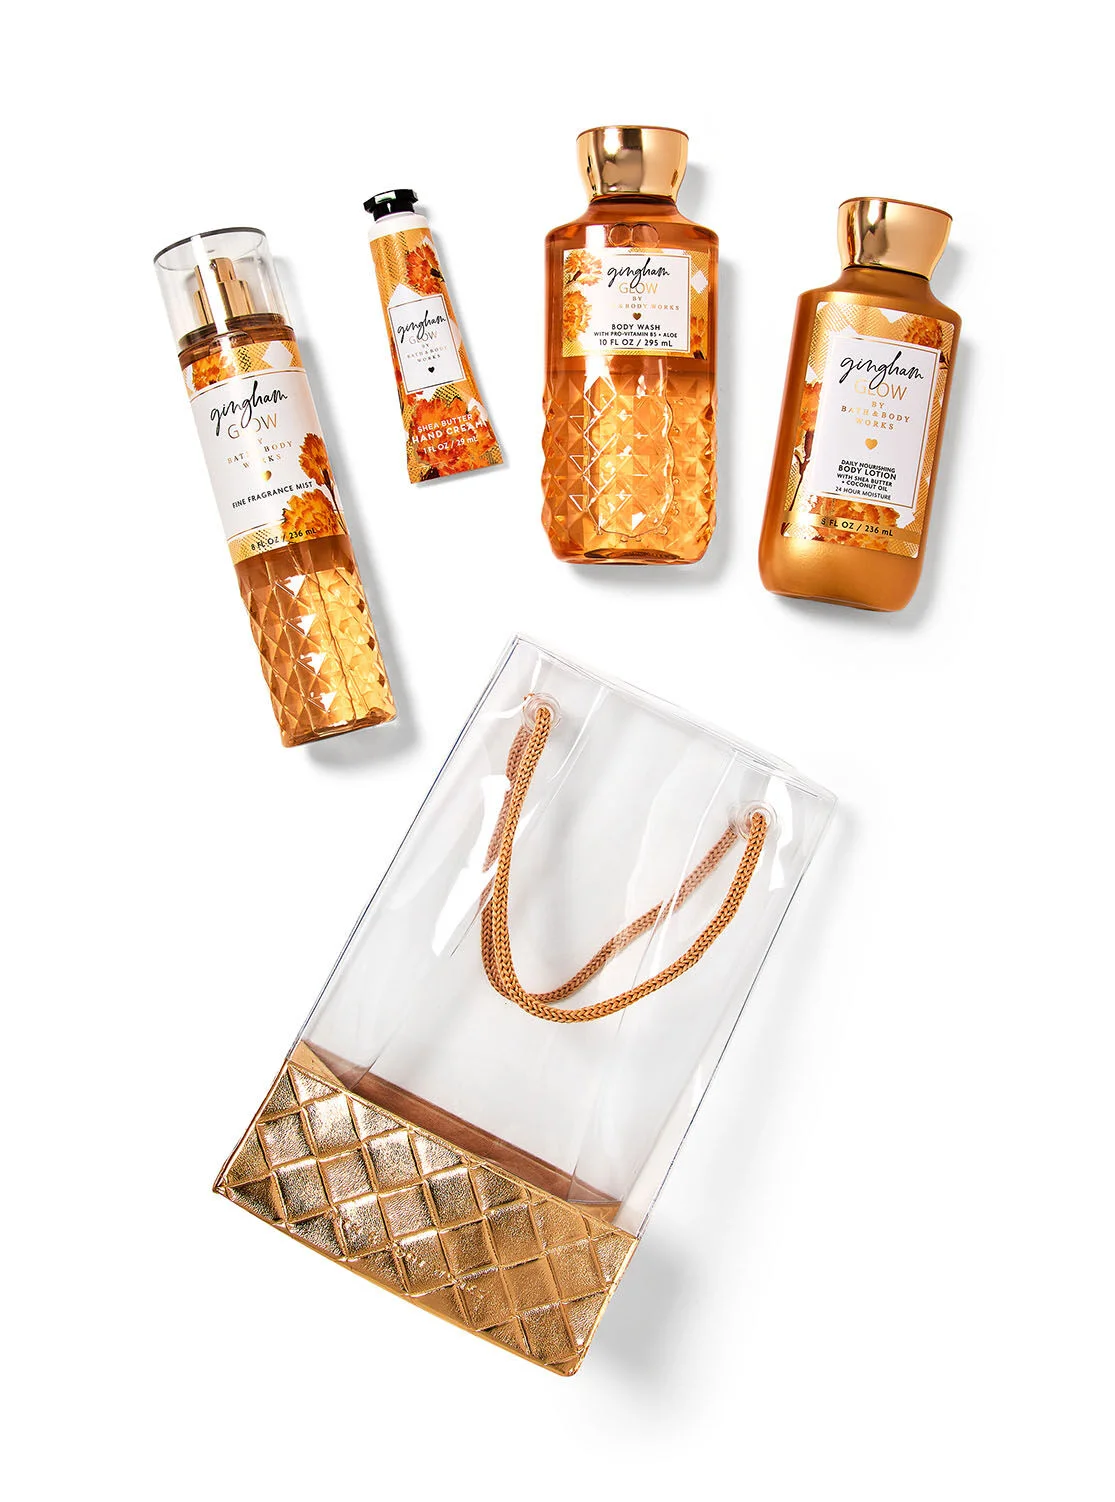 gingham
GLOW
BY
BATH & BODY
WORKS
FINE FRAGRANCE MIST
8 FL OZ / 236 mL
gingham
GLOW
BY
BATH & BODY
WORKS
SHEA BUTTER
HAND CREAM
1 FL OZ / 29 mL
gingham
GLOW
BY
& BODY WORKS
BODY WASH
WITH PRO-VITAMIN B5 + ALOE
10 FL OZ / 295 mL
gingham
GLOW
BY
BATH & BODY
WORKS
DAILY NOURISHING
BODY LOTION
WITH SHEA BUTTER
+ COCONUT OIL
24 HOUR MOISTURE
8 FL OZ / 236 mL